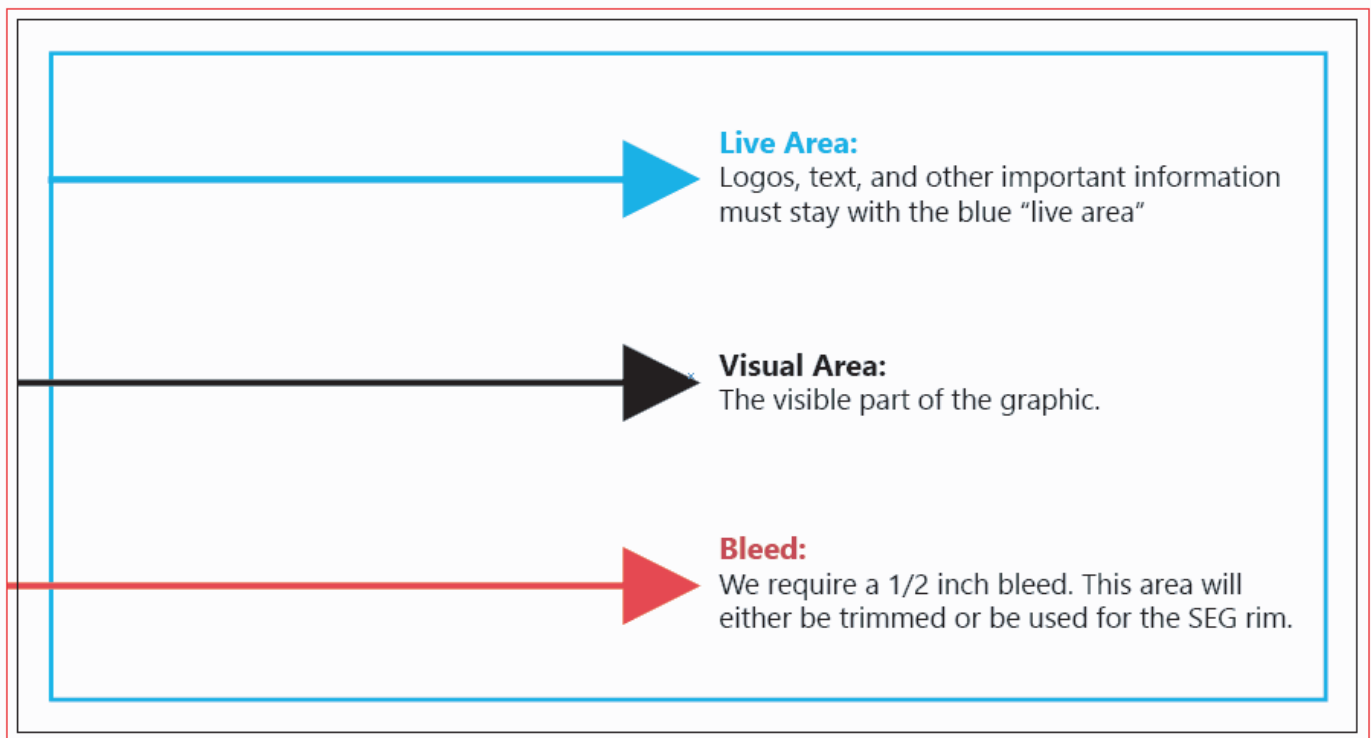 Live Area:
Logos, text, and other important information
must stay with the blue “live area”
Visual Area:
The visible part of the graphic.
Bleed:
We require a 1/2 inch bleed. This area will
either be trimmed or be used for the SEG rim.